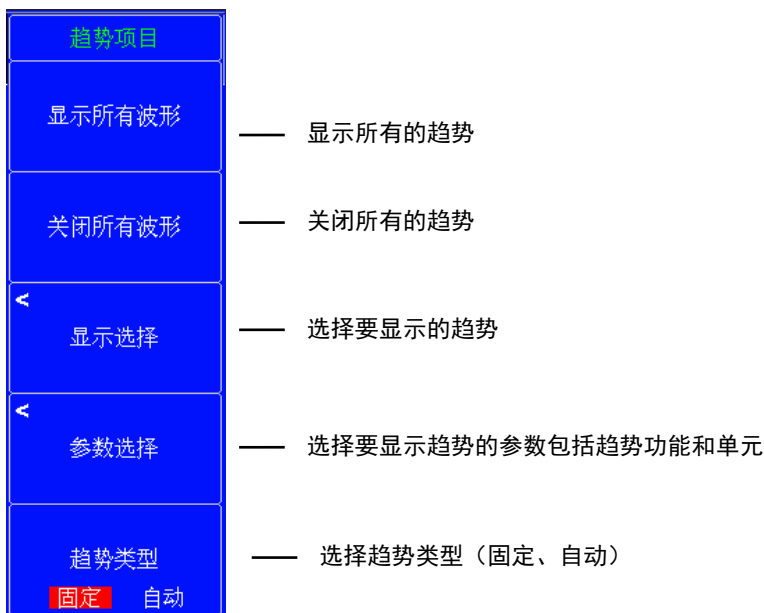 趋势项目
显示所有波形
显示所有的趋势
关闭所有波形
关闭所有的趋势
<
显示选择
选择要显示的趋势
<
参数选择
选择要显示趋势的参数包括趋势功能和单元
趋势类型
选择趋势类型（固定、自动）
固定 自动